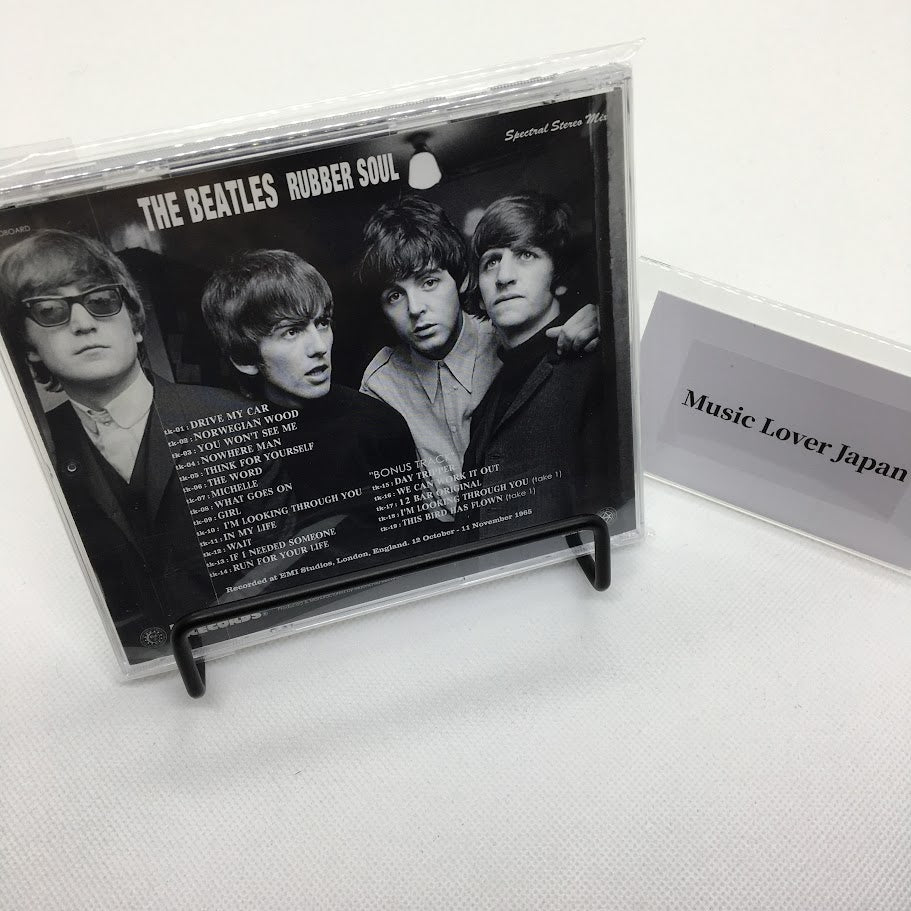 Spectral Stereo Mix
THE BEATLES RUBBER SOUL
OBOARD
tk-01 : DRIVE MY CAR
tk-02 : NORWEGIAN WOOD
tk-03 : YOU WON'T SEE ME
tk-04 : NOWHERE MAN
tk-05 : THINK FOR YOURSELF
tk-06 : THE WORD
tk-07 : MICHELLE
tk-08 : WHAT GOES ON
tk-09 : GIRL
tk-10 : I'M LOOKING THROUGH YOU
tk-11 : IN MY LIFE
tk-12 : WAIT
tk-13 : IF I NEEDED SOMEONE
tk-14 : RUN FOR YOUR LIFE
"BONUS TRACK"
tk-15 : DAY TRIPPER
tk-16 : WE CAN WORK IT OUT
tk-17 : 12 BAR ORIGINAL
tk-18 : I'M LOOKING THROUGH YOU (take 1)
tk-19 : THIS BIRD HAS FLOWN (take 1)
Recorded at EMI Studios, London, England. 12 October - 11 November 1965
RECORDS
Music Lover Japan